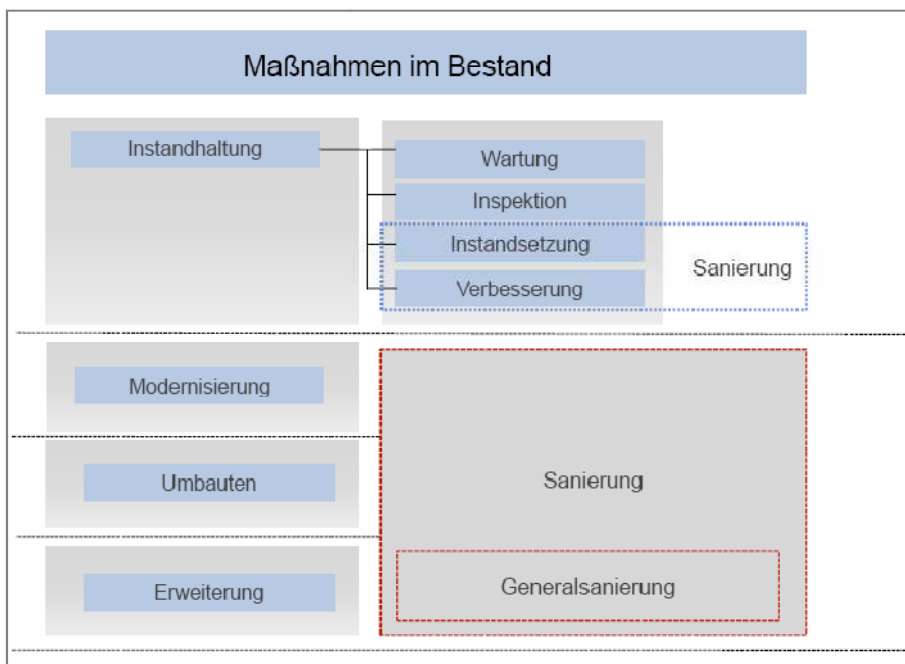 Maßnahmen im Bestand
Instandhaltung
Wartung
Inspektion
Instandsetzung
Verbesserung
Sanierung
Modernisierung
Umbauten
Erweiterung
Sanierung
Generalsanierung